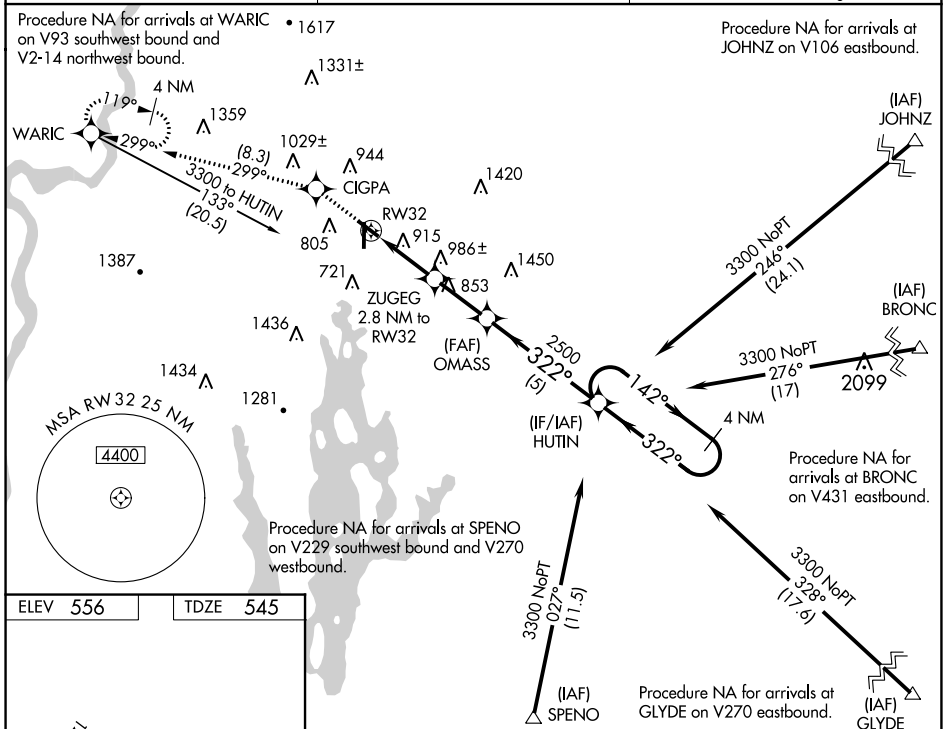 Procedure NA for arrivals at WARIC
on V93 southwest bound and
V2-14 northwest bound.
1617
Procedure NA for arrivals at
JOHNZ on V106 eastbound.
1331±
4 NM
119°
1359
WARIC
299°
(8.3)
299°
1029±
944
CIGPA
1420
(IAF)
JOHNZ
3300 to HUTIN
133°
(20.5)
RW32
805
915
986±
1450
3300 NoPT
246°
(24.1)
1387
721
853
ZUGEG
2.8 NM to
RW32
(FAF)
OMASS
(IAF)
BRONC
1436
2500
322°
(5)
3300 NoPT
276°
(17)
2099
1434
1281
142°
4 NM
(IF/IAF)
HUTIN
322°
MSA RW 32 25 NM
4400
Procedure NA for
arrivals at BRONC
on V431 eastbound.
Procedure NA for arrivals at SPENO
on V229 southwest bound and V270
westbound.
3300 NoPT
027°
(11.5)
3300 NoPT
328°
(17.6)
ELEV 556
TDZE 545
(IAF)
SPENO
Procedure NA for arrivals at
GLYDE on V270 eastbound.
(IAF)
GLYDE